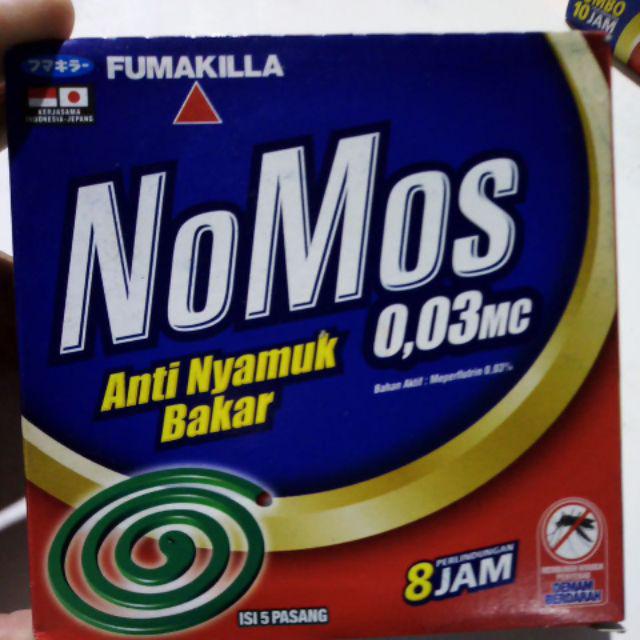 フマキラー FUMAKILLA
KERJASAMA
INDONESIA-JEPANG
NoMos
0,03MC
Anti Nyamuk
Bakar
Bahan Aktif : Meperflutrin 0,03%
PERLINDUNGAN
8 JAM
DEMAM
BERDARAH
ISI 5 PASANG
10 JAM